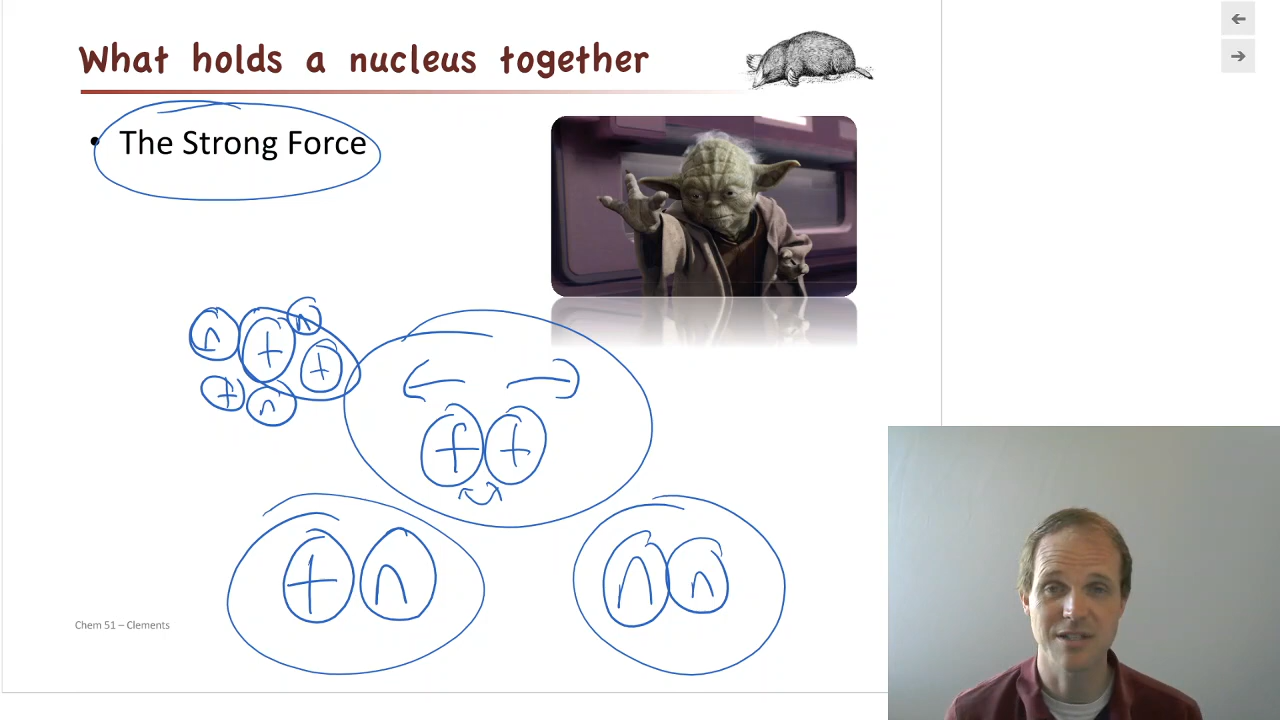 What holds a nucleus together
• The Strong Force
n + n
+
+ n
+ +
+ n
n n
Chem 51 – Clements